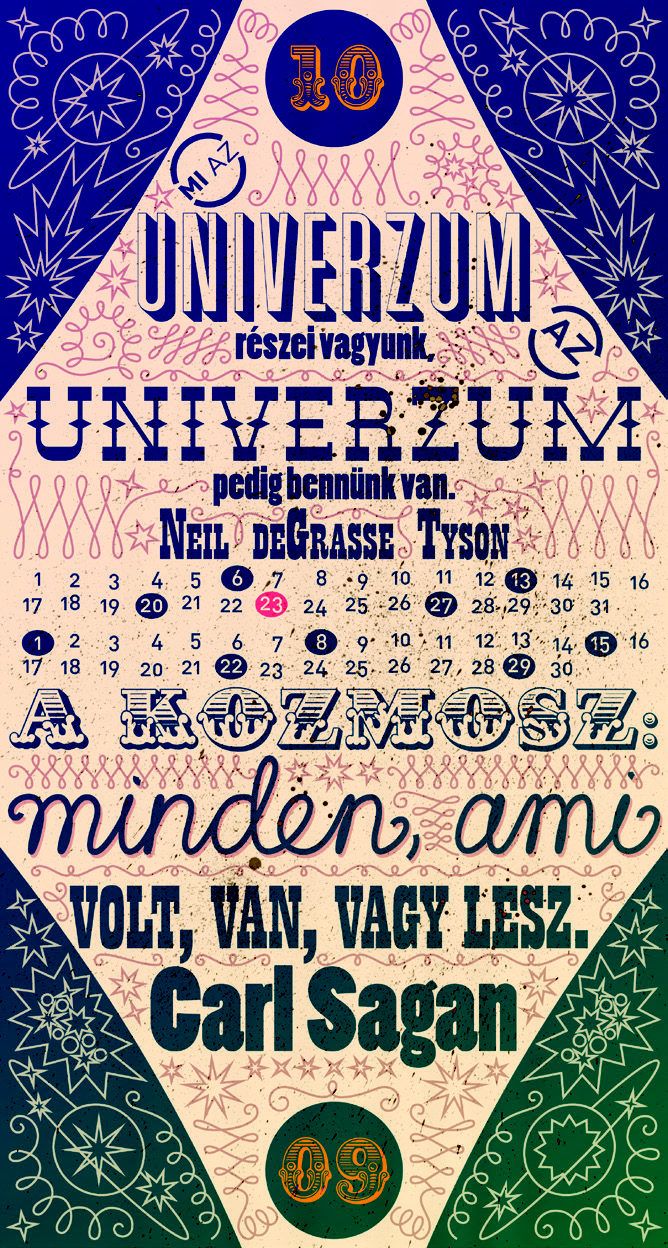 10
MI AZ
UNIVERZUM
részei vagyunk,
AZ
UNIVERZUM
pedig bennünk van.
NEIL DEGRASSE TYSON
1 2 3 4 5 6 7 8 9 10 11 12 13 14 15 16
17 18 19 20 21 22 23 24 25 26 27 28 29 30 31
1 2 3 4 5 6 7 8 9 10 11 12 13 14 15 16
17 18 19 20 21 22 23 24 25 26 27 28 29 30
A KOZMOSZ:
minden, ami
VOLT, VAN, VAGY LESZ.
Carl Sagan
09